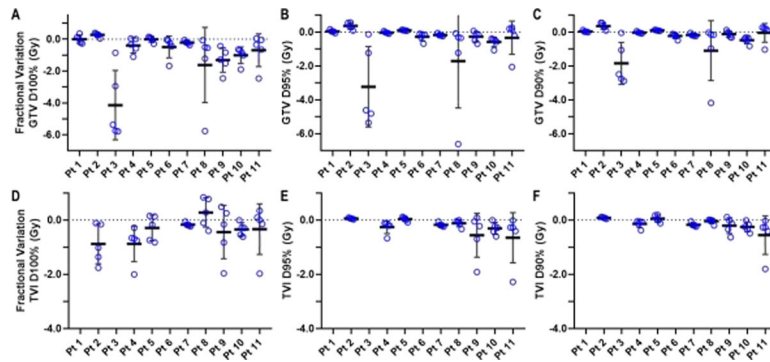 A
Fractional Variation
GTV D100% (Gy)
0.0
-2.0
-4.0
-6.0
Pt 1 Pt 2 Pt 3 Pt 4 Pt 5 Pt 6 Pt 7 Pt 8 Pt 9 Pt 10 Pt 11
B
GTV D95% (Gy)
0.0
-2.0
-4.0
-6.0
Pt 1 Pt 2 Pt 3 Pt 4 Pt 5 Pt 6 Pt 7 Pt 8 Pt 9 Pt 10 Pt 11
C
GTV D90% (Gy)
0.0
-2.0
-4.0
-6.0
Pt 1 Pt 2 Pt 3 Pt 4 Pt 5 Pt 6 Pt 7 Pt 8 Pt 9 Pt 10 Pt 11
D
Fractional Variation
TVI D100% (Gy)
0.0
-2.0
-4.0
Pt 1 Pt 2 Pt 3 Pt 4 Pt 5 Pt 6 Pt 7 Pt 8 Pt 9 Pt 10 Pt 11
E
TVI D95% (Gy)
0.0
-2.0
-4.0
Pt 1 Pt 2 Pt 3 Pt 4 Pt 5 Pt 6 Pt 7 Pt 8 Pt 9 Pt 10 Pt 11
F
TVI D90% (Gy)
0.0
-2.0
-4.0
Pt 1 Pt 2 Pt 3 Pt 4 Pt 5 Pt 6 Pt 7 Pt 8 Pt 9 Pt 10 Pt 11